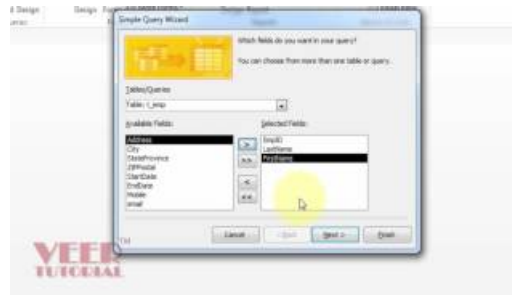 Simple Query Wizard
Which fields do you want in your query?
You can choose from more than one table or query.
Tables/Queries
Table: t_emp
Available Fields:
Selected Fields:
Address
City
StateProvince
ZIPPostal
StartDate
EndDate
Mobile
email
EmpID
LastName
FirstName
>
>>
<
<<
Cancel
< Back
Next >
Finish
VEER
TUTORIAL
TM